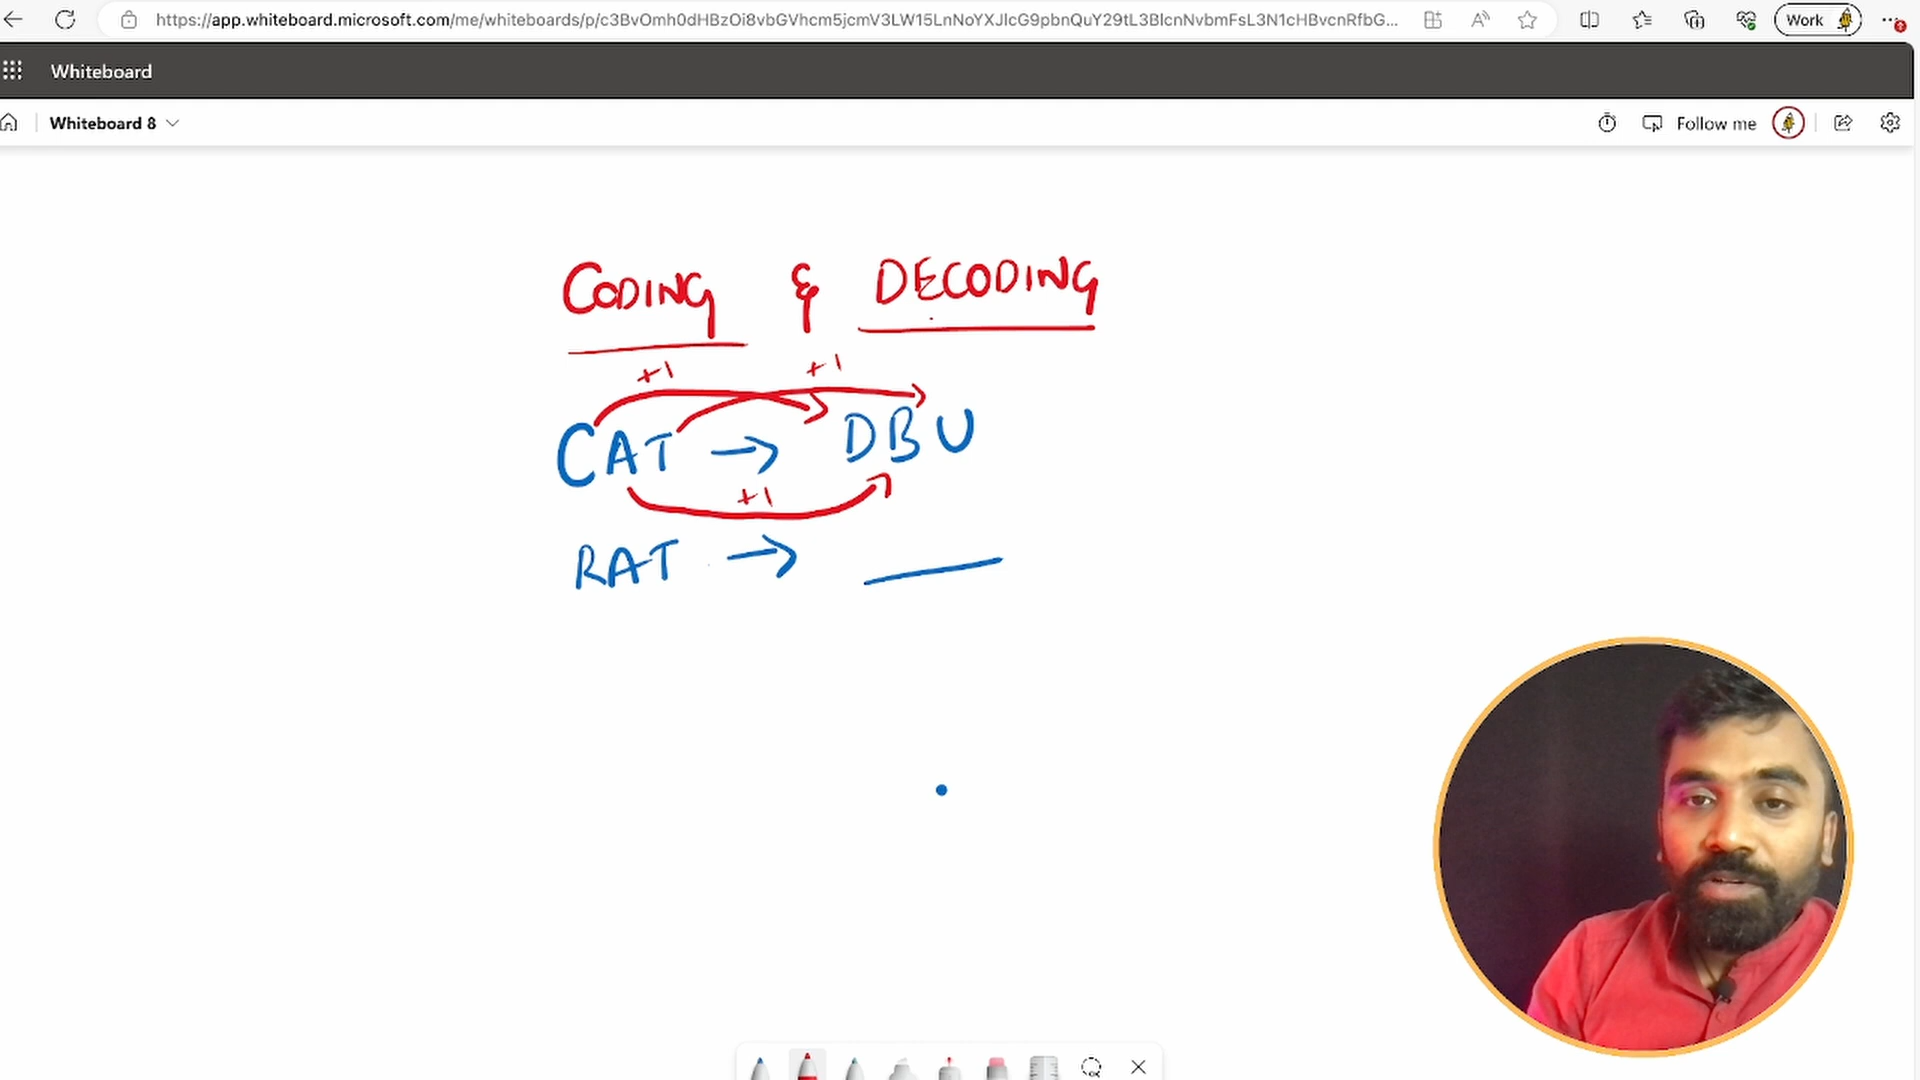 https://app.whiteboard.microsoft.com/me/whiteboards/p/c3BvOmh0dHBzOi8vbGVhcm5jcmV3LW15LnNoYXJlcG9pbnQuY29tL3BlcnNvbmFsL3N1cHBvcnRfbG... Work
Whiteboard
Whiteboard 8 Follow me
CODING & DECODING
+1 +1
CAT → DBU
+1
RAT →